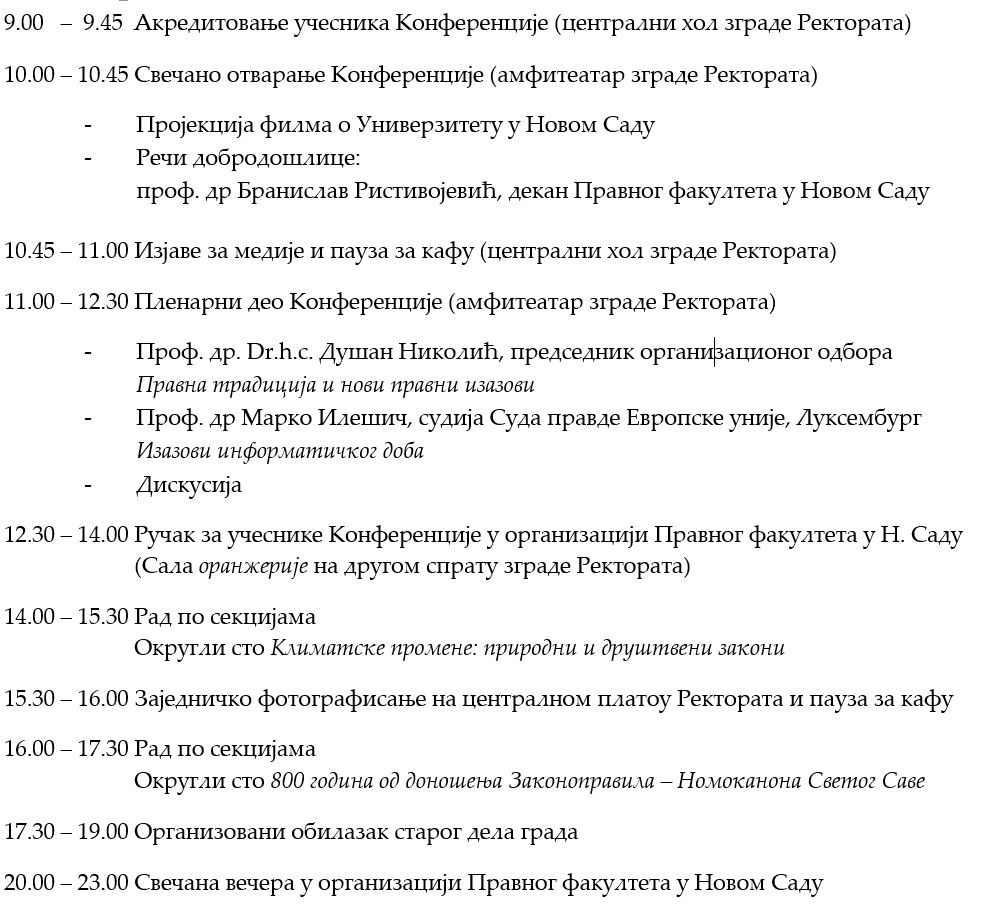 9.00 – 9.45 Акредитовање учесника Конференције (централни хол зграде Ректората)
10.00 – 10.45 Свечано отварање Конференције (амфитеатар зграде Ректората)
- Пројекција филма о Универзитету у Новом Саду
- Речи добродошлице:
проф. др Бранислав Ристивојевић, декан Правног факултета у Новом Саду
10.45 – 11.00 Изјаве за медије и пауза за кафу (централни хол зграде Ректората)
11.00 – 12.30 Пленарни део Конференције (амфитеатар зграде Ректората)
- Проф. др. Dr.h.c. Душан Николић, председник организационог одбора
Правна традиција и нови правни изазови
- Проф. др Марко Илешич, судија Суда правде Европске уније, Луксембург
Изазови информатичког доба
- Дискусија
12.30 – 14.00 Ручак за учеснике Конференције у организацији Правног факултета у Н. Саду
(Сала оранжерије на другом спрату зграде Ректората)
14.00 – 15.30 Рад по секцијама
Округли сто Климатске промене: природни и друштвени закони
15.30 – 16.00 Заједничко фотографисање на централном платоу Ректората и пауза за кафу
16.00 – 17.30 Рад по секцијама
Округли сто 800 година од доношења Законоправила – Номоканона Светог Саве
17.30 – 19.00 Организовани обилазак старог дела града
20.00 – 23.00 Свечана вечера у организацији Правног факултета у Новом Саду